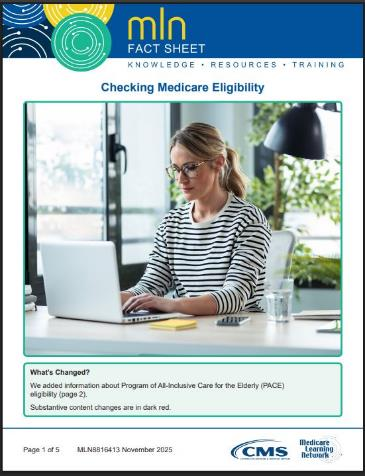 mln
FACT SHEET
KNOWLEDGE • RESOURCES • TRAINING
Checking Medicare Eligibility
What's Changed?
We added information about Program of All-Inclusive Care for the Elderly (PACE)
eligibility (page 2).
Substantive content changes are in dark red.
Page 1 of 5 MLN8816413 November 2025
CMS
Medicare
Learning
Network